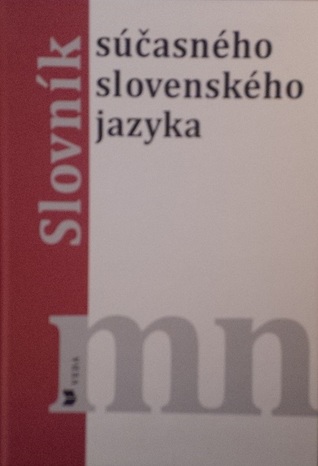 Slovník
súčasného
slovenského
jazyka
mn
VEDA